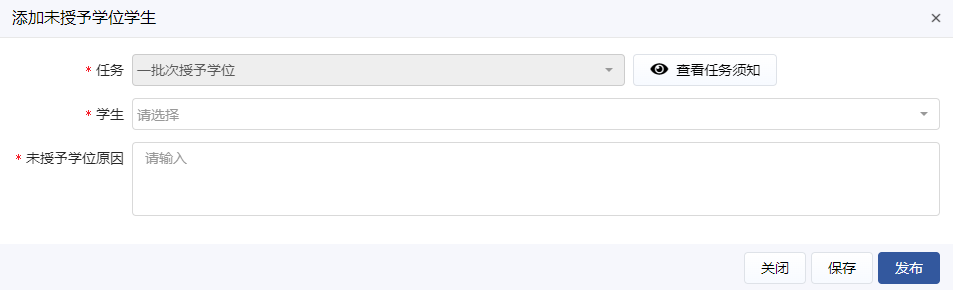 添加未授予学位学生
* 任务 一批次授予学位 查看任务须知
* 学生 请选择
* 未授予学位原因 请输入
关闭 保存 发布